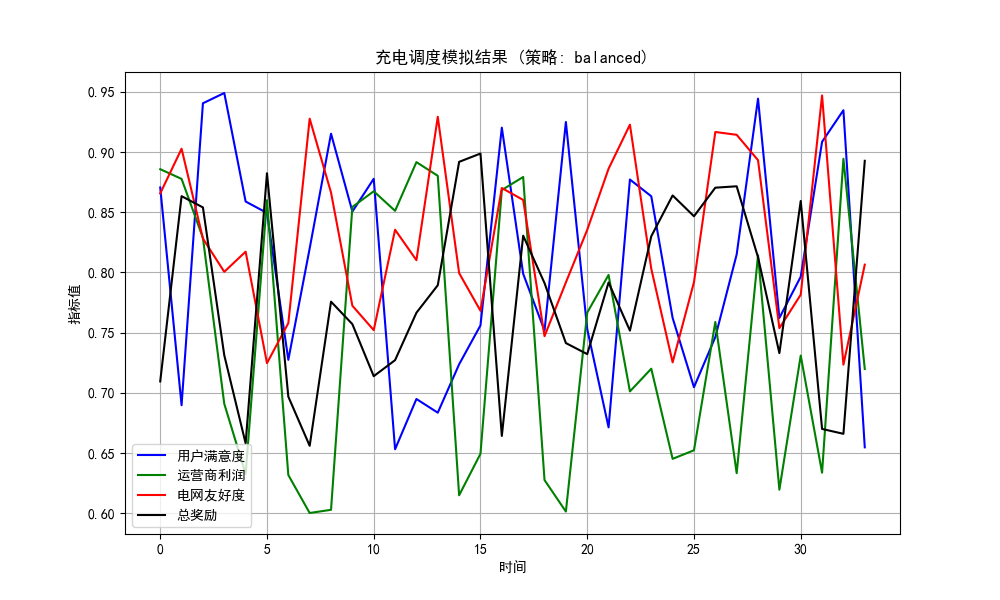 充电调度模拟结果 (策略: balanced)
指标值
0.95
0.90
0.85
0.80
0.75
0.70
0.65
0.60
用户满意度
运营商利润
电网友好度
总奖励
0 5 10 15 20 25 30
时间